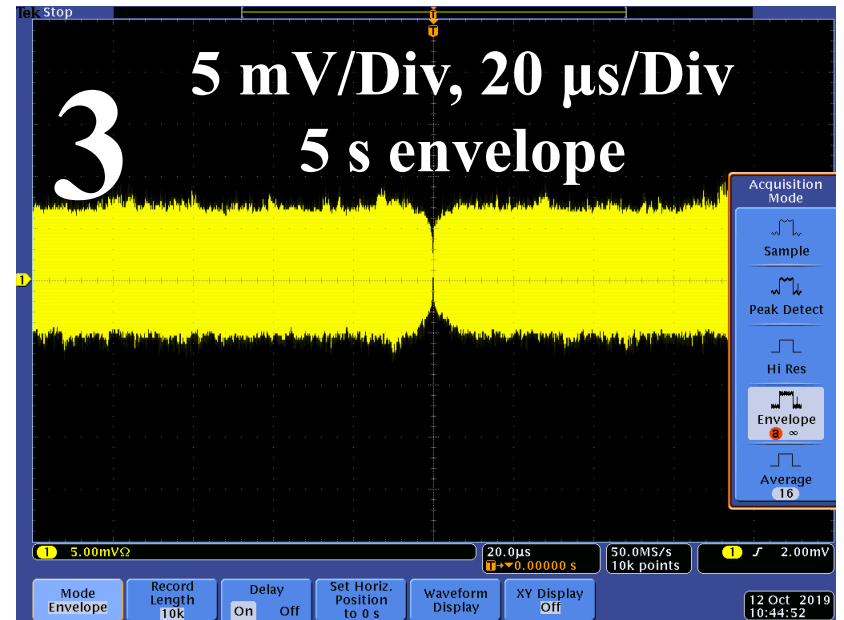 Tek Stop
T
T
5 mV/Div, 20 μs/Div
3
5 s envelope
Acquisition
Mode
Sample
Peak Detect
Hi Res
Envelope
a ∞
Average
16
1
1 5.00mVΩ
20.0μs
T→▼0.00000 s
50.0MS/s
10k points
1 ʃ 2.00mV
Mode
Envelope
Record
Length
10k
Delay
On Off
Set Horiz.
Position
to 0 s
Waveform
Display
XY Display
Off
12 Oct 2019
10:44:52